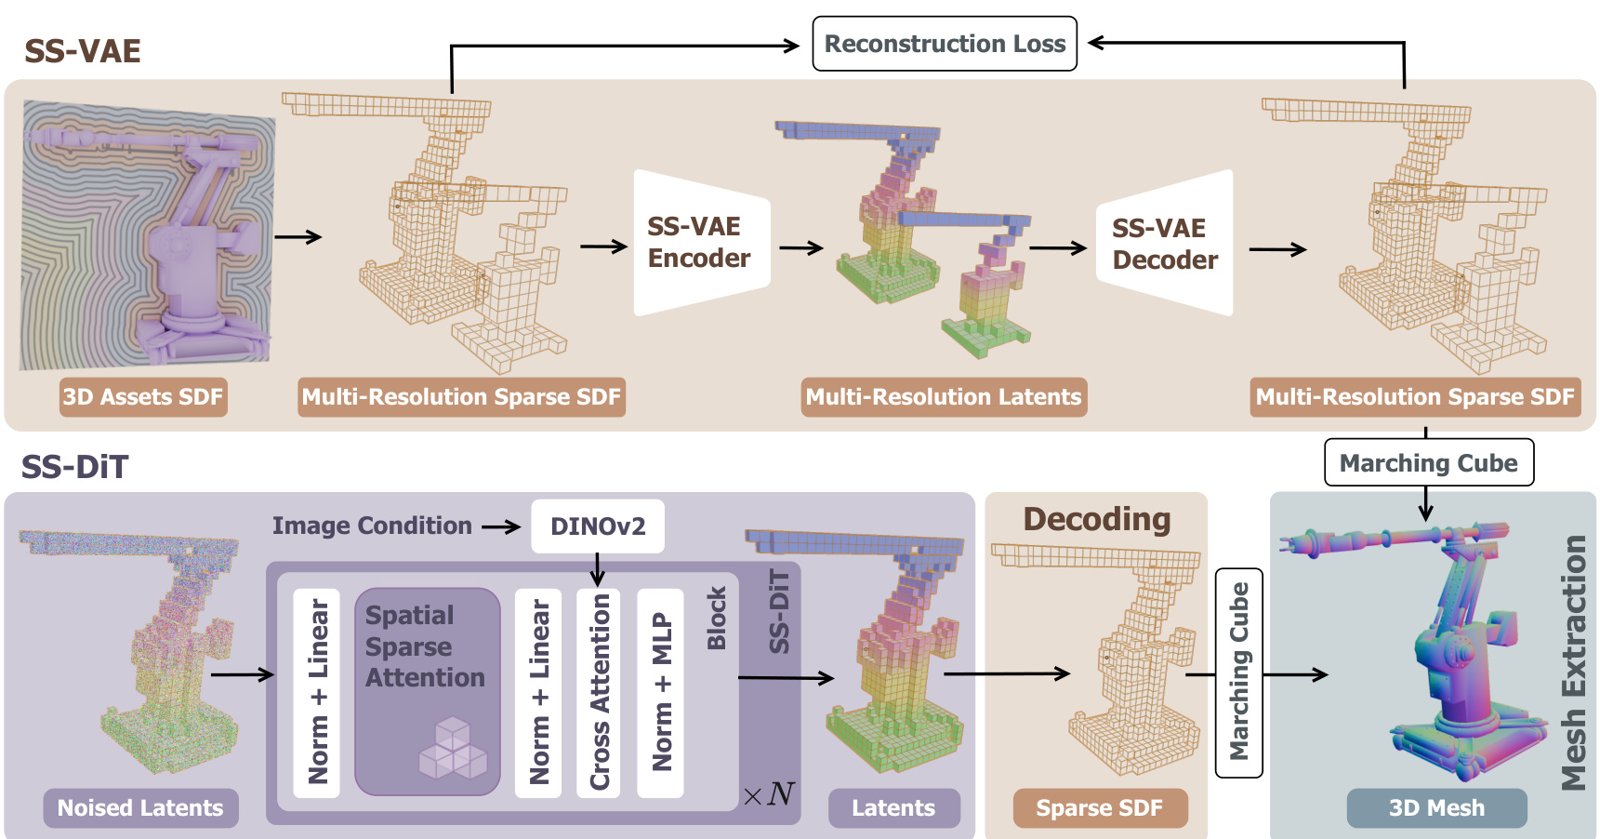 SS-VAE
Reconstruction Loss
SS-VAE
Encoder
SS-VAE
Decoder
3D Assets SDF
Multi-Resolution Sparse SDF
Multi-Resolution Latents
Multi-Resolution Sparse SDF
Marching Cube
SS-DiT
Image Condition
DINOv2
Norm + Linear
Spatial
Sparse
Attention
Norm + Linear
Cross Attention
Norm + MLP
Block
SS-DiT
×N
Noised Latents
Latents
Decoding
Sparse SDF
Marching Cube
3D Mesh
Mesh Extraction